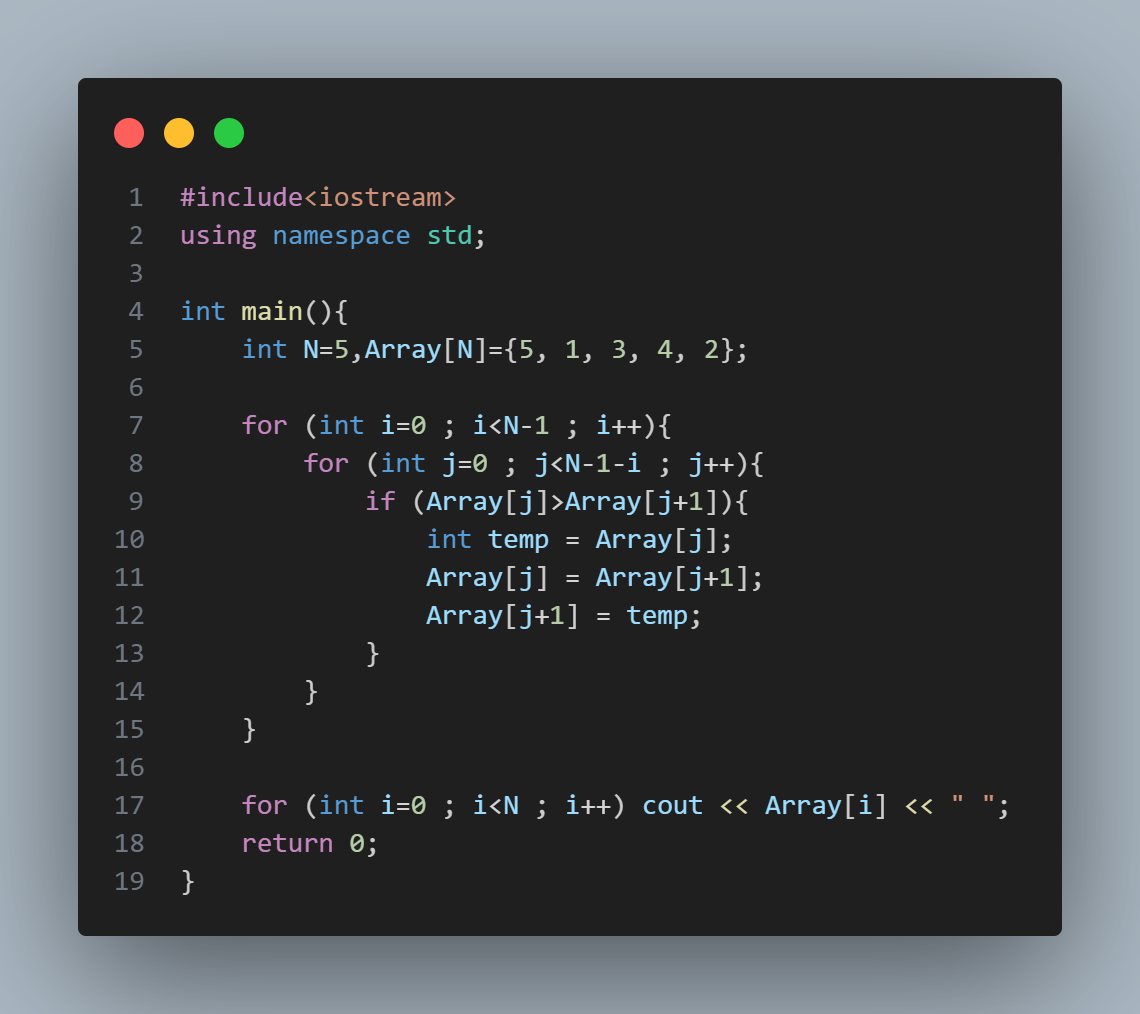 1 #include<iostream>
2 using namespace std;
3
4 int main(){
5     int N=5,Array[N]={5, 1, 3, 4, 2};
6
7     for (int i=0 ; i<N-1 ; i++){
8         for (int j=0 ; j<N-1-i ; j++){
9             if (Array[j]>Array[j+1]){
10                 int temp = Array[j];
11                 Array[j] = Array[j+1];
12                 Array[j+1] = temp;
13             }
14         }
15     }
16
17     for (int i=0 ; i<N ; i++) cout << Array[i] << " ";
18     return 0;
19 }